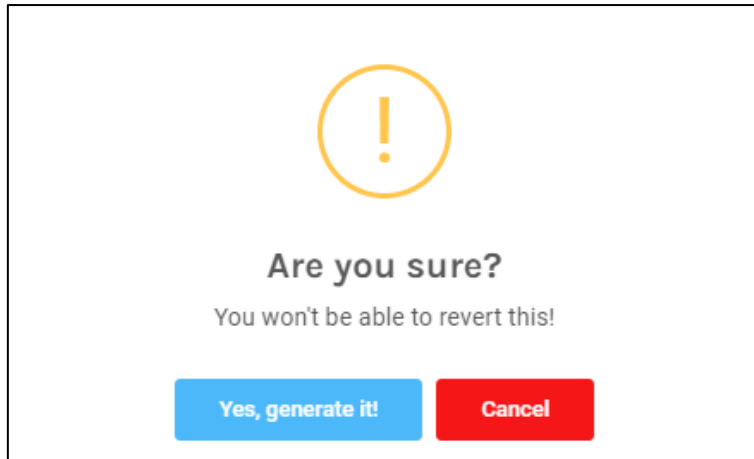 !
Are you sure?
You won't be able to revert this!
Yes, generate it! Cancel